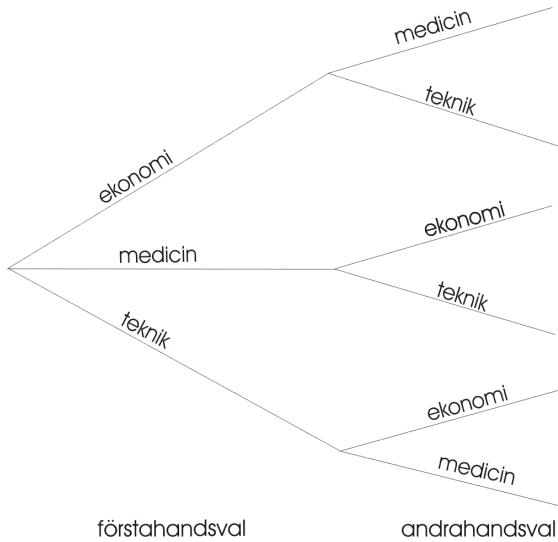 medicin
teknik
ekonomi
ekonomi
medicin
teknik
teknik
ekonomi
medicin
förstahandsval andrahandsval